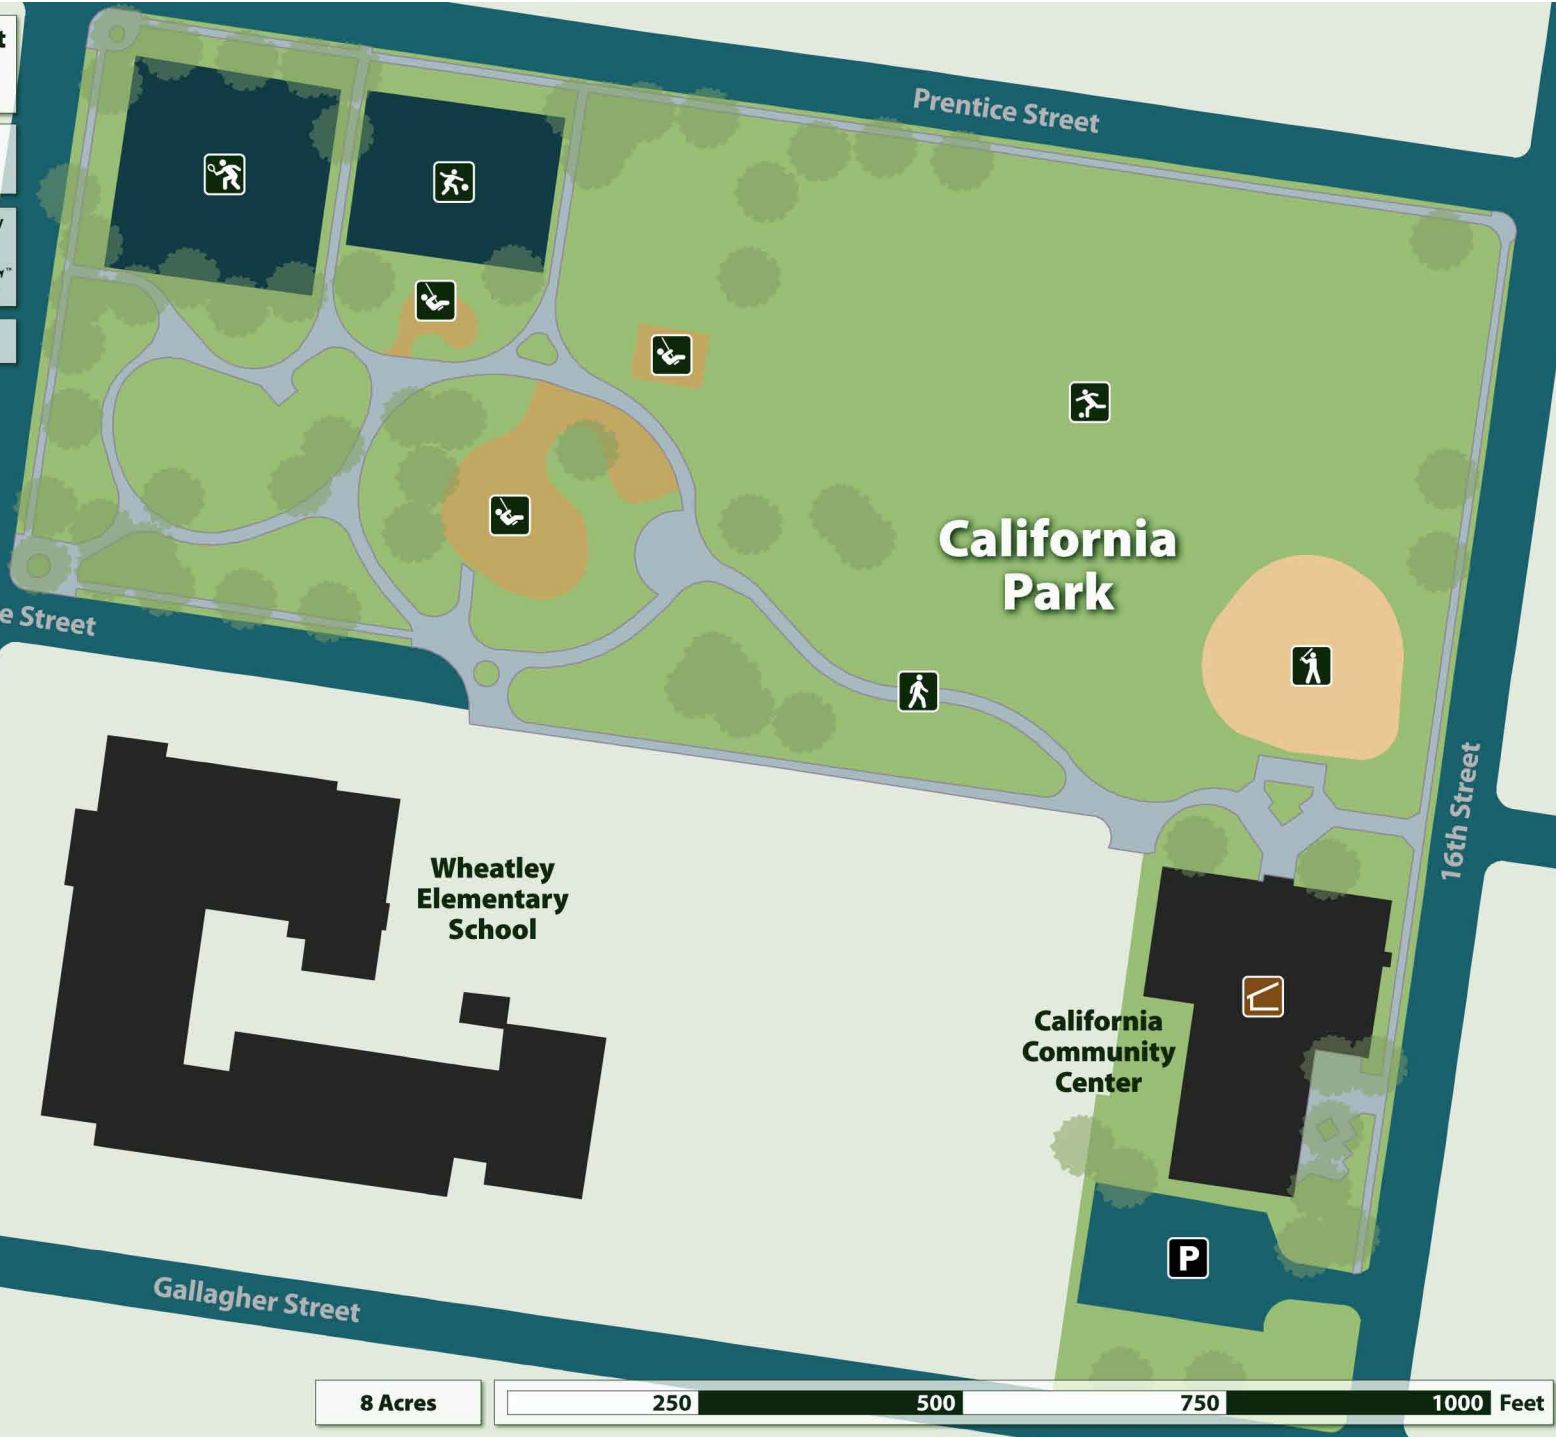 t
Prentice Street
y
Y™
California
Park
e Street
16th Street
Wheatley
Elementary
School
California
Community
Center
P
Gallagher Street
8 Acres
250 500 750 1000 Feet